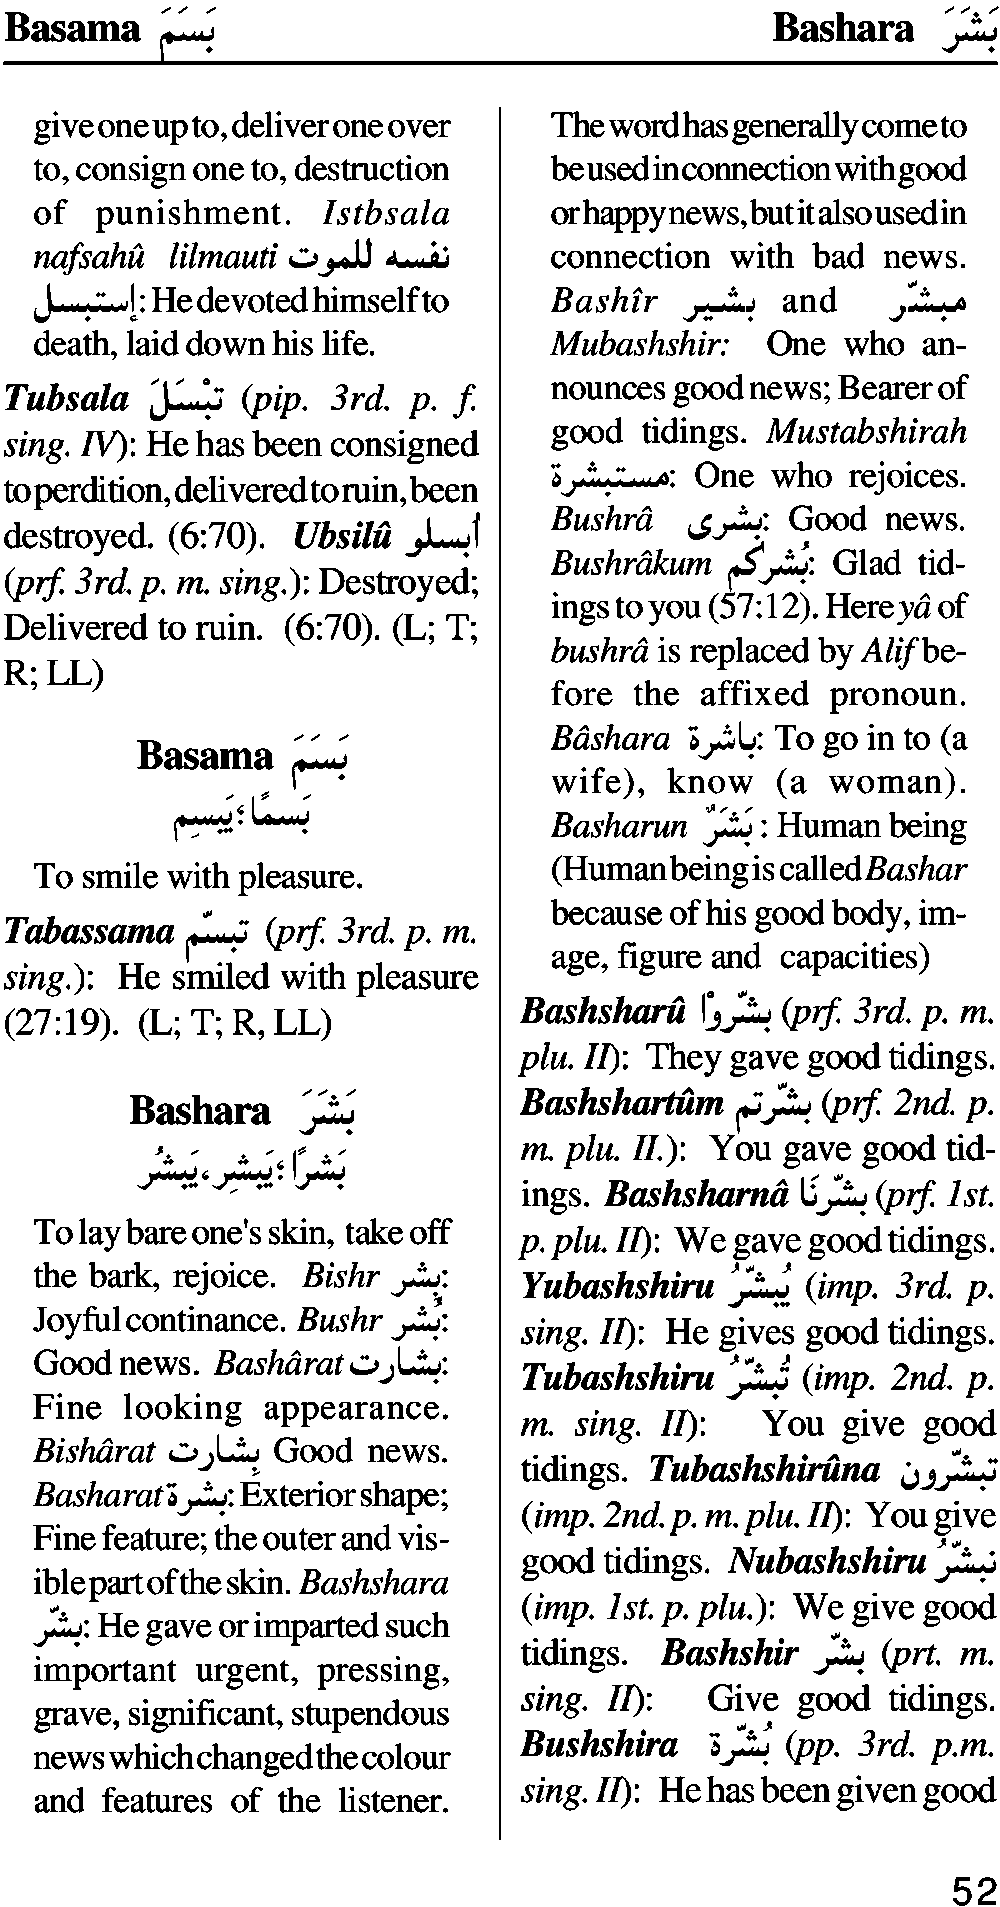 Basama بَسَمَ
Bashara بَشَرَ
give one up to, deliver one over
to, consign one to, destruction
of punishment. Istbsala
nafsahû lilmauti نفسه للموت
إستبسل: He devoted himself to
death, laid down his life.
Tubsala تبْسَلَ (pip. 3rd. p. f.
sing. IV): He has been consigned
to perdition, delivered to ruin, been
destroyed. (6:70). Ubsilû أبسلو
(prf. 3rd. p. m. sing.): Destroyed;
Delivered to ruin. (6:70). (L; T;
R; LL)
Basama بَسَمَ
بَسمًا؛ يَبسِم
To smile with pleasure.
Tabassama تبسّم (prf. 3rd. p. m.
sing.): He smiled with pleasure
(27:19). (L; T; R, LL)
Bashara بَشَرَ
بَشرًا؛ يَبشِر، يَبشُر
To lay bare one's skin, take off
the bark, rejoice. Bishr بِشر:
Joyful continance. Bushr بُشر:
Good news. Bashârat بشارت:
Fine looking appearance.
Bishârat بِشارت Good news.
Basharat بشرة: Exterior shape;
Fine feature; the outer and vis-
ible part of the skin. Bashshara
بشّر: He gave or imparted such
important urgent, pressing,
grave, significant, stupendous
news which changed the colour
and features of the listener.
The word has generally come to
be used in connection with good
or happy news, but it also used in
connection with bad news.
Bashîr بشير and مبشّر
Mubashshir: One who an-
nounces good news; Bearer of
good tidings. Mustabshirah
مستبشرة: One who rejoices.
Bushrâ بشرى: Good news.
Bushrâkum بُشركم: Glad tid-
ings to you (57:12). Here yâ of
bushrâ is replaced by Alif be-
fore the affixed pronoun.
Bâshara باشرة: To go in to (a
wife), know (a woman).
Basharun بَشَرٌ : Human being
(Human being is called Bashar
because of his good body, im-
age, figure and capacities)
Bashsharû بشّروْا (prf. 3rd. p. m.
plu. II): They gave good tidings.
Bashshartûm بشّرتم (prf. 2nd. p.
m. plu. II.): You gave good tid-
ings. Bashsharnâ بشّرنَا (prf. 1st.
p. plu. II): We gave good tidings.
Yubashshiru يُبشّرُ (imp. 3rd. p.
sing. II): He gives good tidings.
Tubashshiru تُبشّرُ (imp. 2nd. p.
m. sing. II): You give good
tidings. Tubashshirûna تبشّرون
(imp. 2nd. p. m. plu. II): You give
good tidings. Nubashshiru نبشّرُ
(imp. 1st. p. plu.): We give good
tidings. Bashshir بشّر (prt. m.
sing. II): Give good tidings.
Bushshira بُشّرة (pp. 3rd. p.m.
sing. II): He has been given good
52